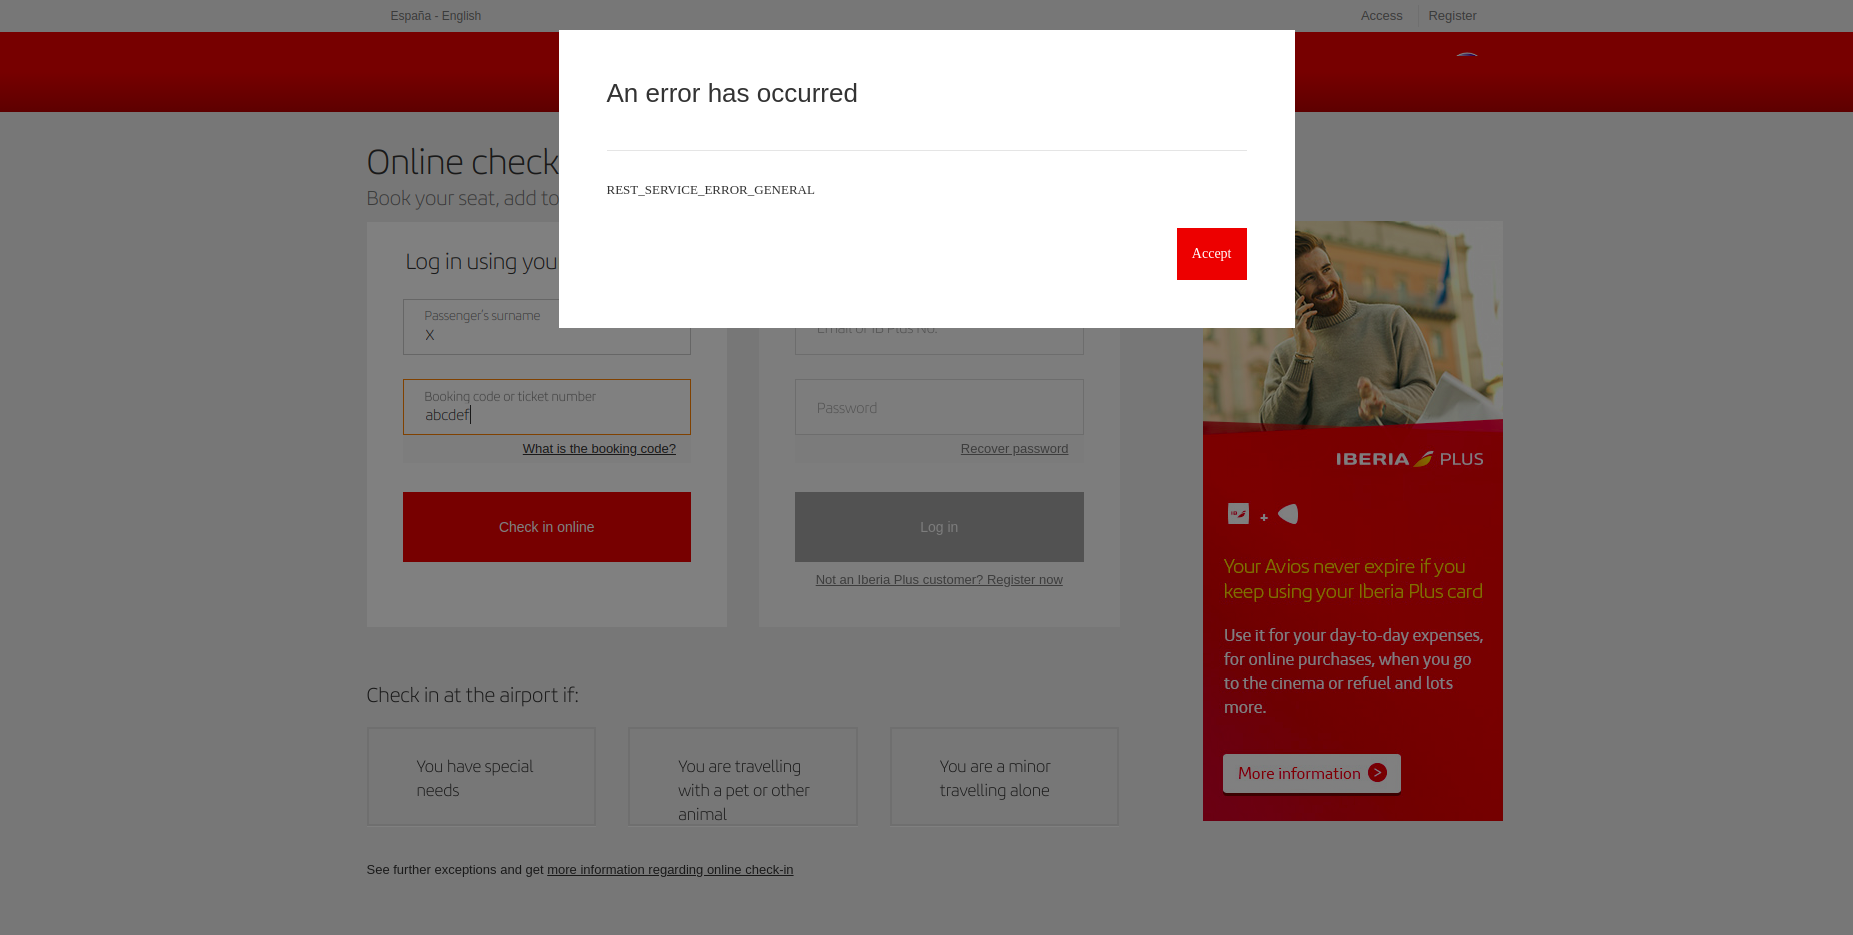 España - English
Access
Register
An error has occurred
REST_SERVICE_ERROR_GENERAL
Accept
Online check
Book your seat, add to
Log in using you
Passenger's surname
X
Booking code or ticket number
abcdef
What is the booking code?
Check in online
Email or IB Plus No.
Password
Recover password
Log in
Not an Iberia Plus customer? Register now
IBERIA PLUS
+
Your Avios never expire if you
keep using your Iberia Plus card
Use it for your day-to-day expenses,
for online purchases, when you go
to the cinema or refuel and lots
more.
More information >
Check in at the airport if:
You have special
needs
You are travelling
with a pet or other
animal
You are a minor
travelling alone
See further exceptions and get more information regarding online check-in